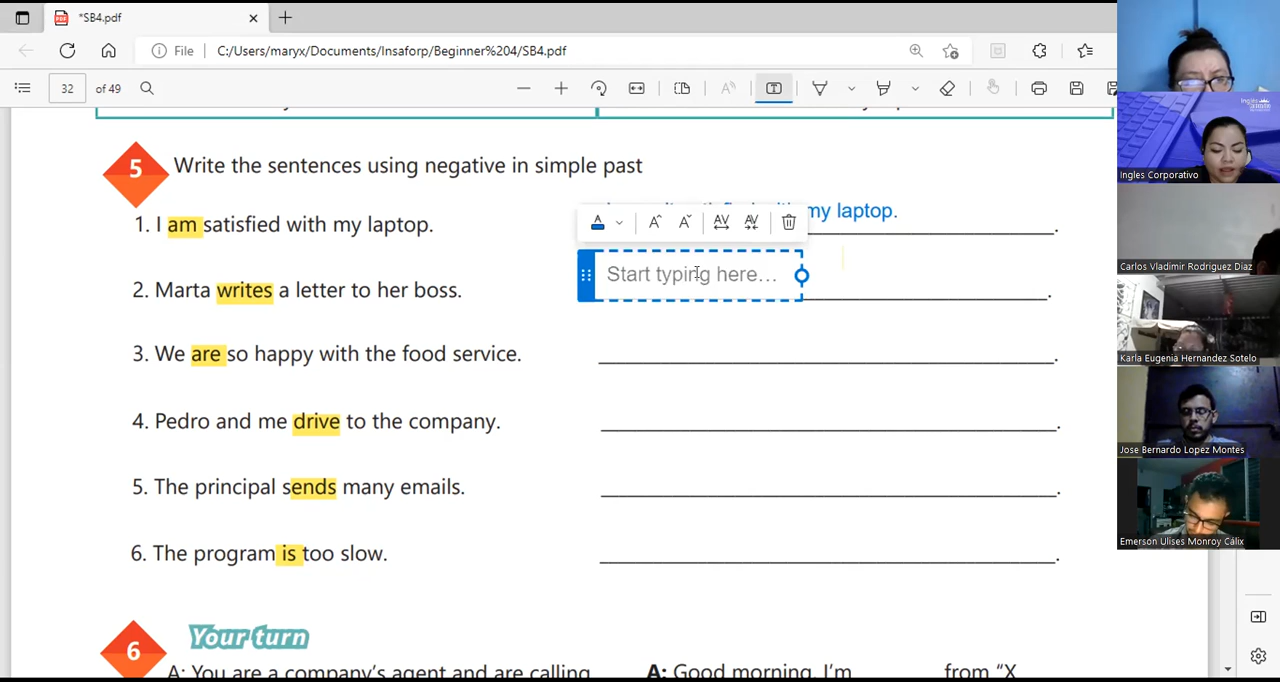 *SB4.pdf
File C:/Users/maryx/Documents/Insaforp/Beginner%204/SB4.pdf
32 of 49
5 Write the sentences using negative in simple past
1. I am satisfied with my laptop. my laptop.
Start typing here...
2. Marta writes a letter to her boss.
3. We are so happy with the food service.
4. Pedro and me drive to the company.
5. The principal sends many emails.
6. The program is too slow.
6 Your turn
A: You are a company's agent and are calling
A: Good morning, I'm from "X
Ingles Corporativo
Carlos Vladimir Rodriguez Diaz
Karla Eugenia Hernandez Sotelo
Jose Bernardo Lopez Montes
Emerson Ulises Monroy Cálix